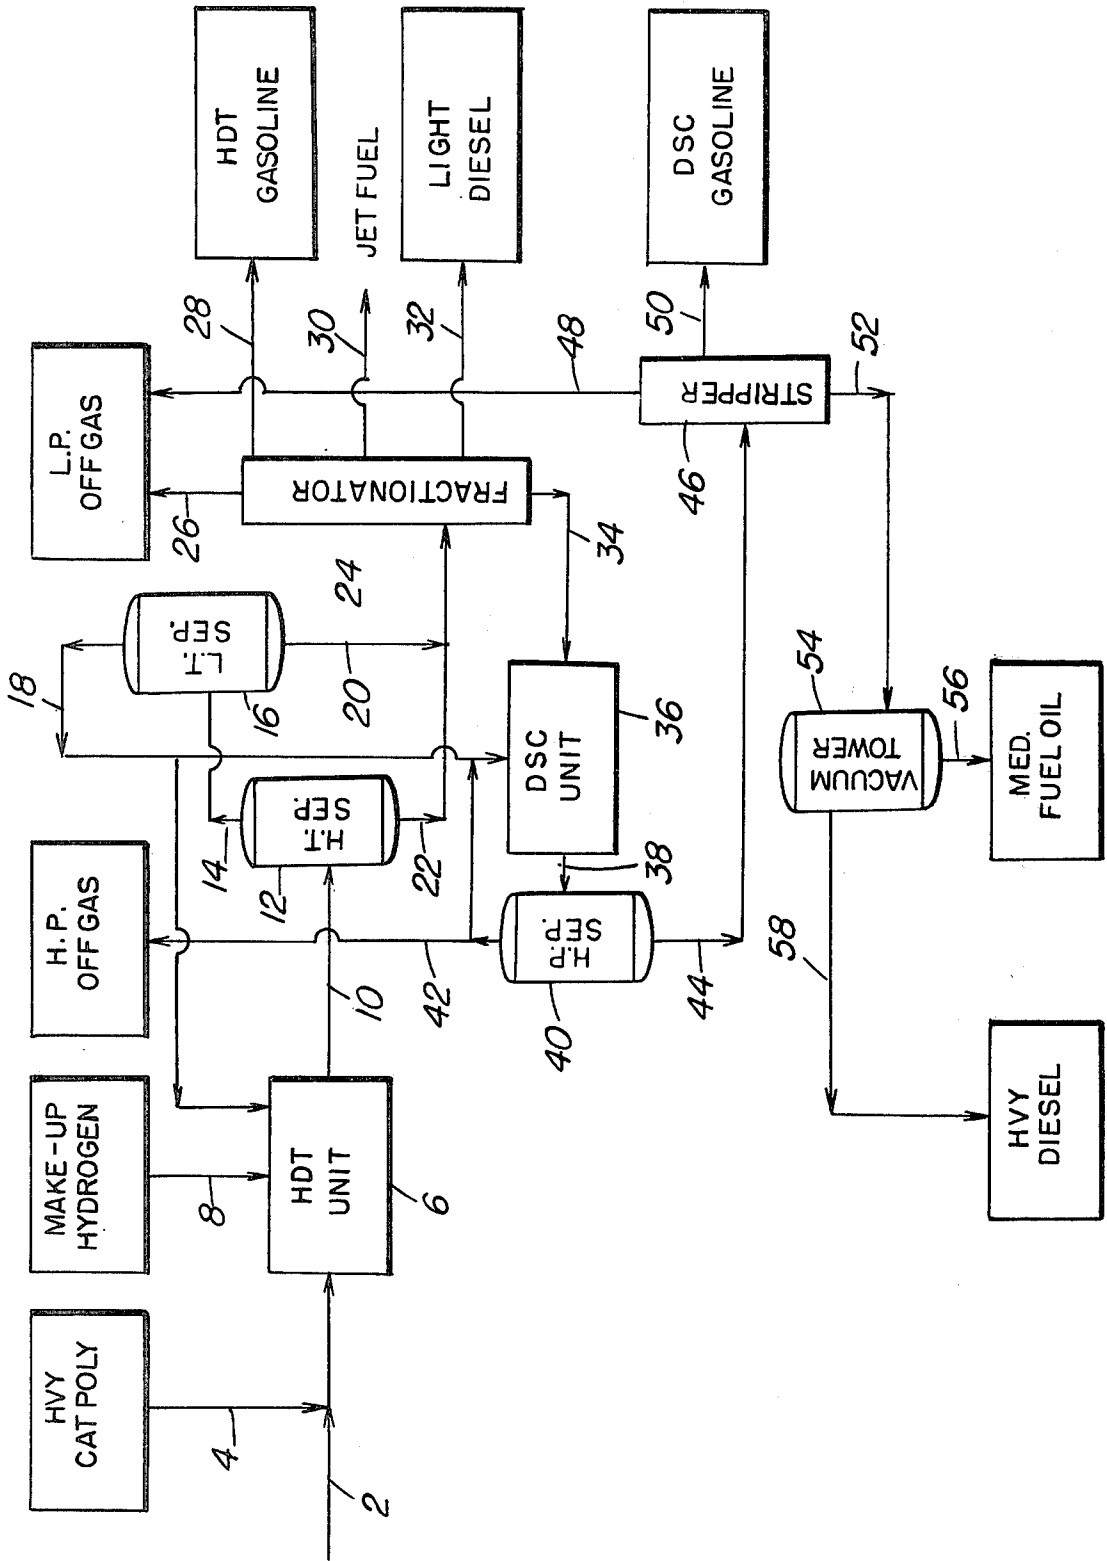 HVY
CAT POLY
MAKE-UP
HYDROGEN
H.P.
OFF GAS
L.P.
OFF GAS
HDT
GASOLINE
JET FUEL
LIGHT
DIESEL
DSC
GASOLINE
2
4
8
HDT
UNIT
6
10
H.T.
SEP.
12
14
22
L.T.
SEP.
16
18
20
24
FRACTIONATOR
26
28
30
32
34
DSC
UNIT
36
38
H.P.
SEP.
40
42
44
STRIPPER
46
48
50
52
VACUUM
TOWER
54
56
58
MED.
FUEL OIL
HVY
DIESEL